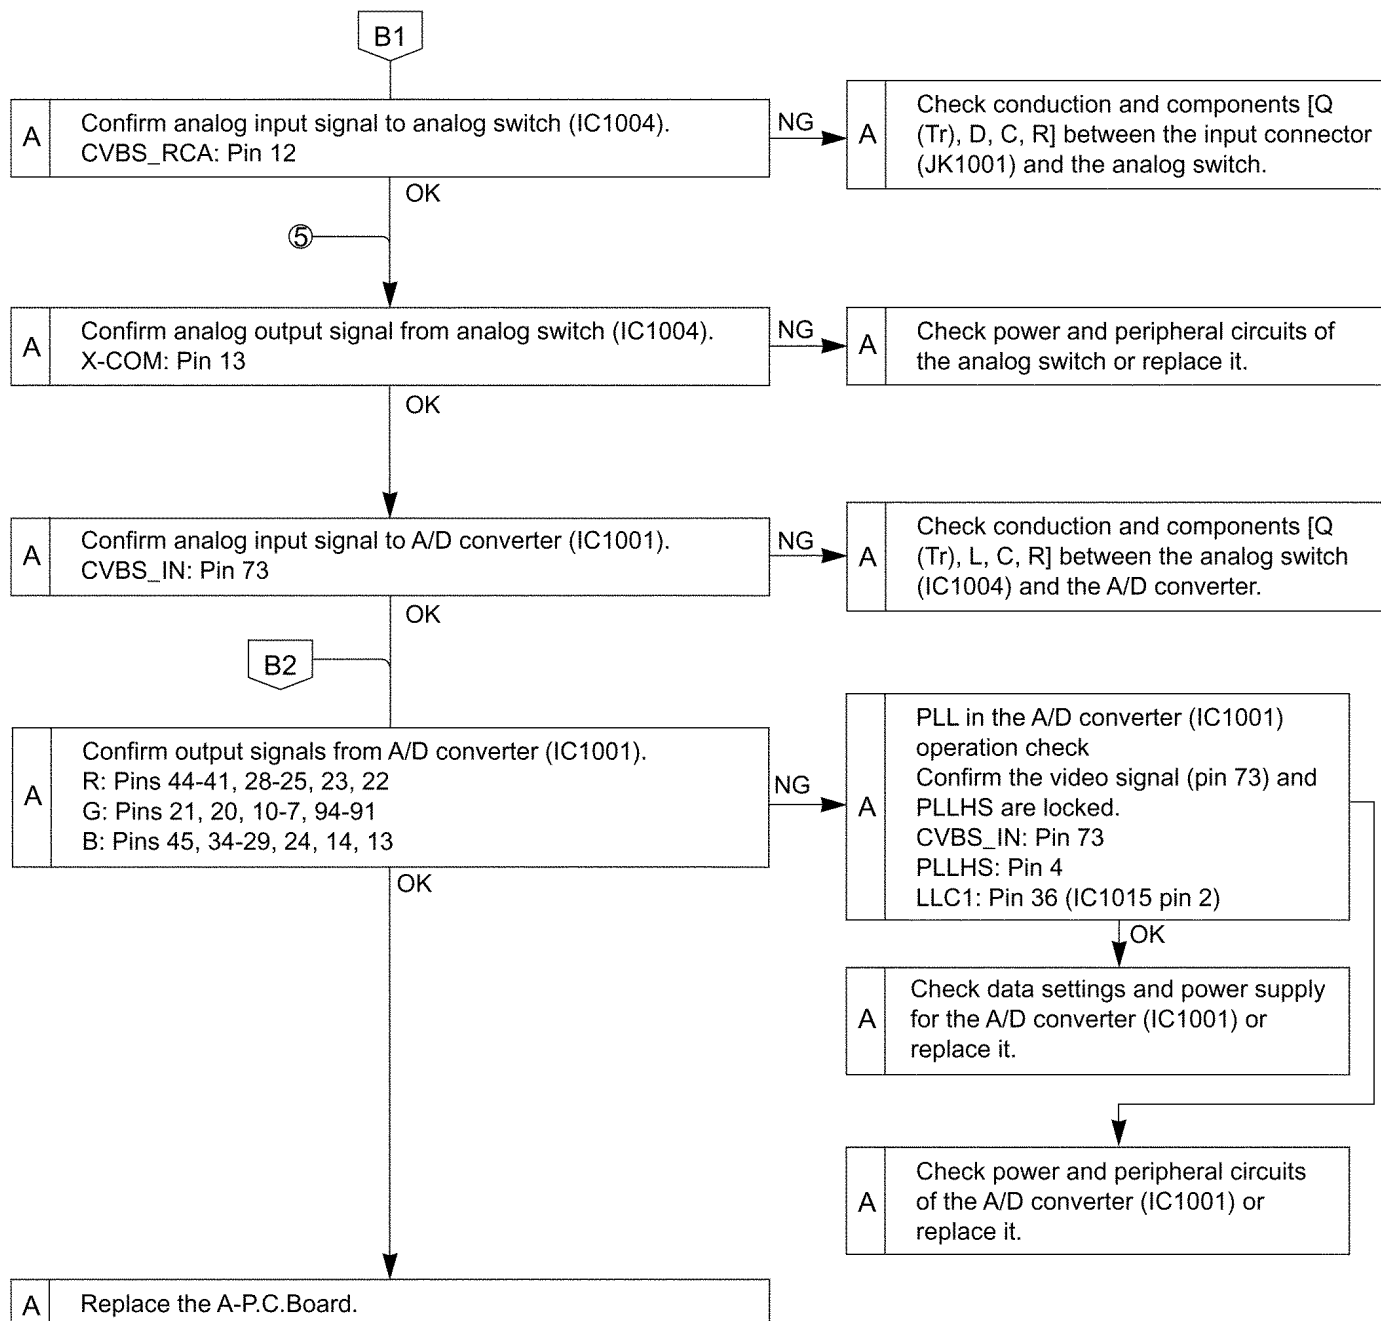 B1
A
Confirm analog input signal to analog switch (IC1004).
CVBS_RCA: Pin 12
NG
A
Check conduction and components [Q
(Tr), D, C, R] between the input connector
(JK1001) and the analog switch.
OK
⑤
A
Confirm analog output signal from analog switch (IC1004).
X-COM: Pin 13
NG
A
Check power and peripheral circuits of
the analog switch or replace it.
OK
A
Confirm analog input signal to A/D converter (IC1001).
CVBS_IN: Pin 73
NG
A
Check conduction and components [Q
(Tr), L, C, R] between the analog switch
(IC1004) and the A/D converter.
OK
B2
A
Confirm output signals from A/D converter (IC1001).
R: Pins 44-41, 28-25, 23, 22
G: Pins 21, 20, 10-7, 94-91
B: Pins 45, 34-29, 24, 14, 13
NG
A
PLL in the A/D converter (IC1001)
operation check
Confirm the video signal (pin 73) and
PLLHS are locked.
CVBS_IN: Pin 73
PLLHS: Pin 4
LLC1: Pin 36 (IC1015 pin 2)
OK
OK
A
Check data settings and power supply
for the A/D converter (IC1001) or
replace it.
A
Check power and peripheral circuits
of the A/D converter (IC1001) or
replace it.
A
Replace the A-P.C.Board.